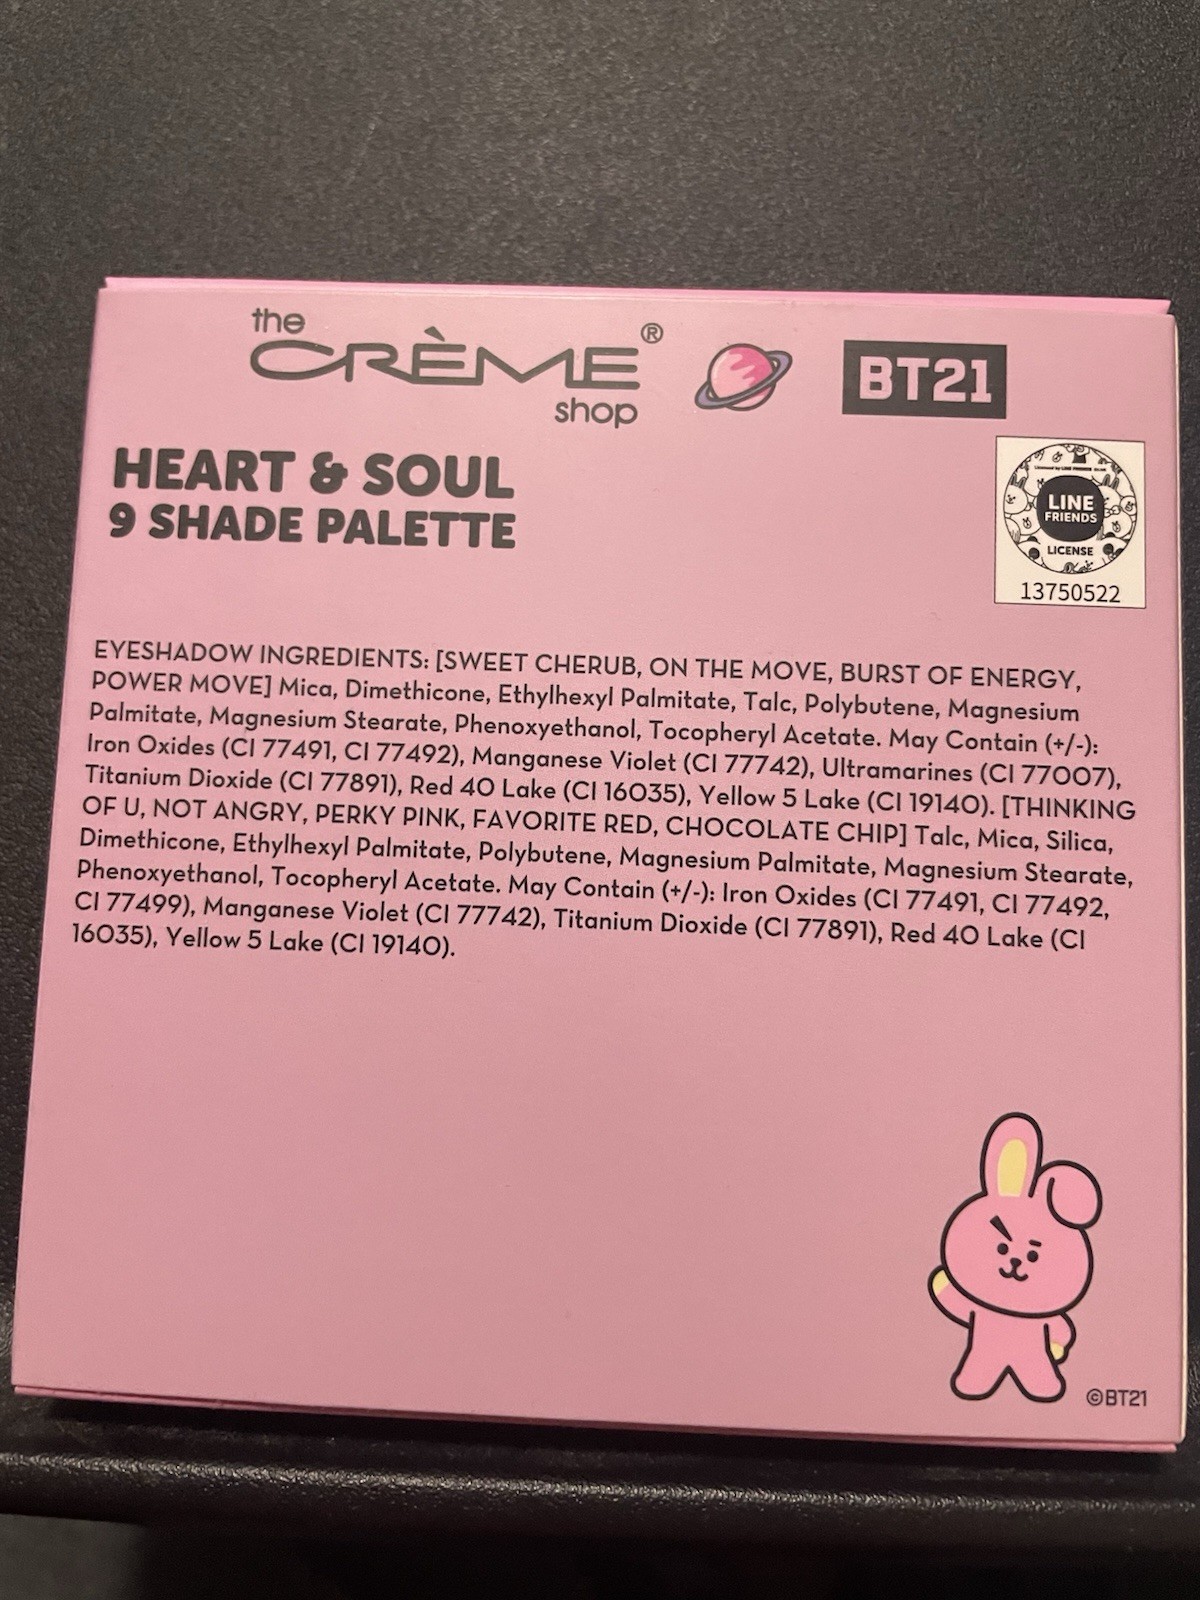 the
CRÈME®
shop
BT21
HEART & SOUL
9 SHADE PALETTE
LINE
FRIENDS
LICENSE
13750522
EYESHADOW INGREDIENTS: [SWEET CHERUB, ON THE MOVE, BURST OF ENERGY,
POWER MOVE] Mica, Dimethicone, Ethylhexyl Palmitate, Talc, Polybutene, Magnesium
Palmitate, Magnesium Stearate, Phenoxyethanol, Tocopheryl Acetate. May Contain (+/-):
Iron Oxides (CI 77491, CI 77492), Manganese Violet (CI 77742), Ultramarines (CI 77007),
Titanium Dioxide (CI 77891), Red 40 Lake (CI 16035), Yellow 5 Lake (CI 19140). [THINKING
OF U, NOT ANGRY, PERKY PINK, FAVORITE RED, CHOCOLATE CHIP] Talc, Mica, Silica,
Dimethicone, Ethylhexyl Palmitate, Polybutene, Magnesium Palmitate, Magnesium Stearate,
Phenoxyethanol, Tocopheryl Acetate. May Contain (+/-): Iron Oxides (CI 77491, CI 77492,
CI 77499), Manganese Violet (CI 77742), Titanium Dioxide (CI 77891), Red 40 Lake (CI
16035), Yellow 5 Lake (CI 19140).
©BT21